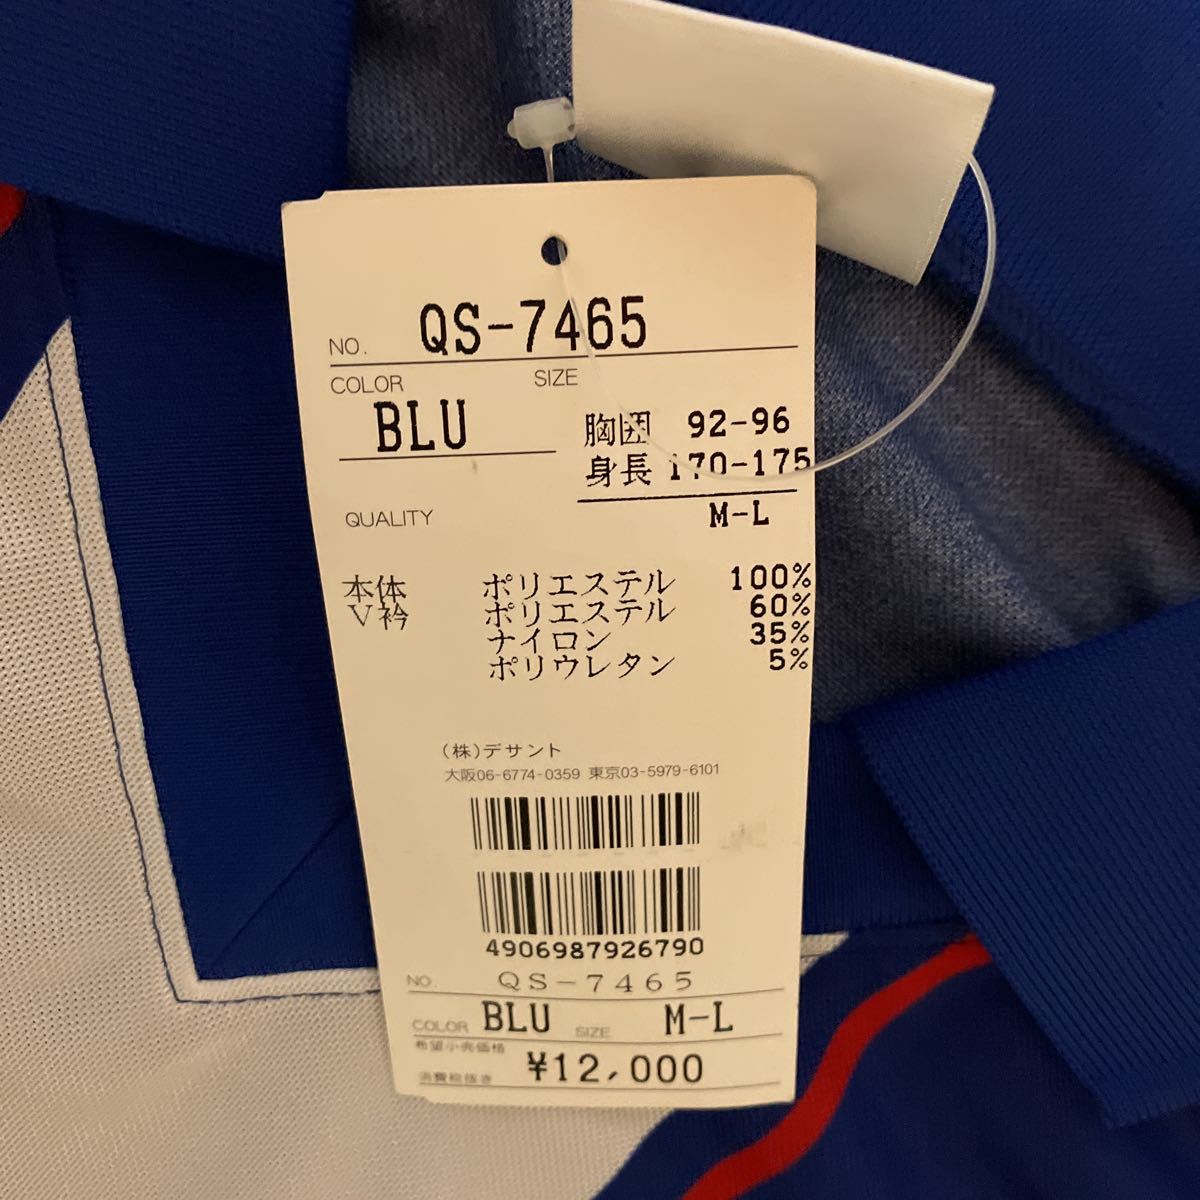 NO. QS-7465
COLOR SIZE
BLU
胸囲 92-96
身長 170-175
M-L
QUALITY
本体 ポリエステル 100%
V衿 ポリエステル 60%
ナイロン 35%
ポリウレタン 5%
(株)デサント
大阪06-6774-0359 東京03-5979-6101
4906987926790
NO. QS-7465
COLOR BLU SIZE M-L
希望小売価格
消費税抜き ¥12,000